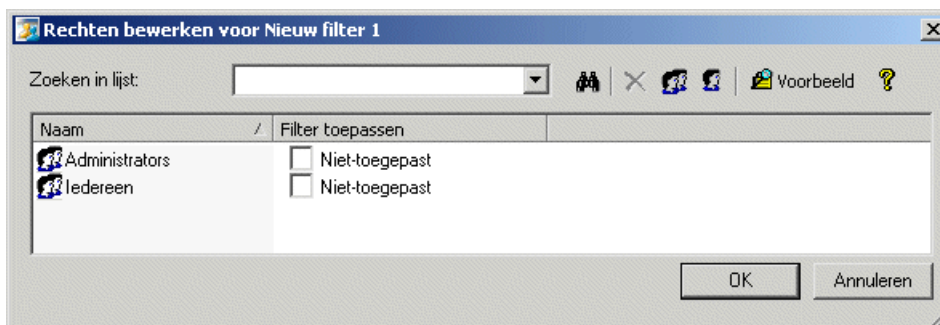 Rechten bewerken voor Nieuw filter 1
Zoeken in lijst: Voorbeeld
Naam Filter toepassen
Administrators Niet-toegepast
Iedereen Niet-toegepast
OK Annuleren